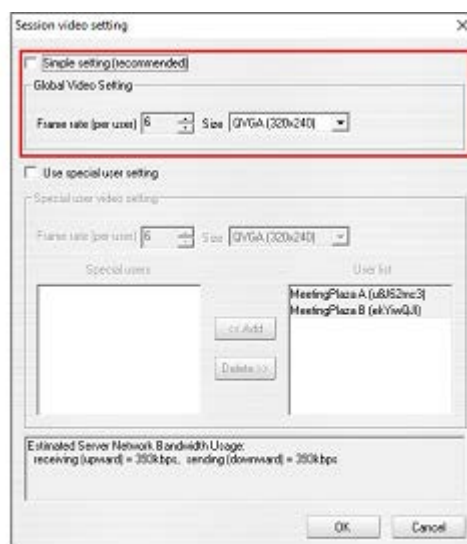 Session video setting
Simple setting (recommended)
Global Video Setting
Frame rate (per user) 6 Size QVGA (320x240)
Use special user setting
Special user video setting
Frame rate (per user) 6 Size QVGA (320x240)
Special users User list
MeetingPlaza A
MeetingPlaza B
<< Add
Delete >>
Estimated Server Network Bandwidth Usage:
receiving (upward) = 393kbps, sending (downward) = 393kbps
OK Cancel